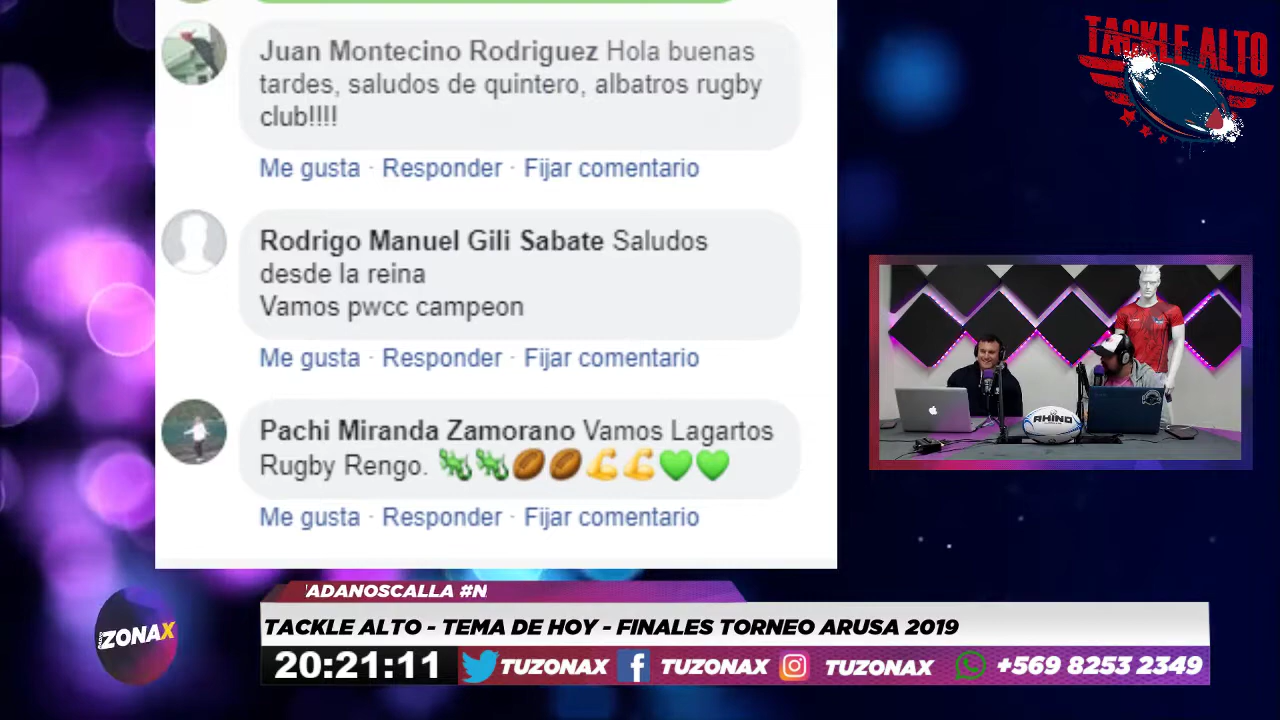 TACKLE ALTO
Juan Montecino Rodriguez Hola buenas
tardes, saludos de quintero, albatros rugby
club!!!!
Me gusta · Responder · Fijar comentario
Rodrigo Manuel Gili Sabate Saludos
desde la reina
Vamos pwcc campeon
Me gusta · Responder · Fijar comentario
Pachi Miranda Zamorano Vamos Lagartos
Rugby Rengo. 🦎🦎🏉🏉💪💪💚💚
Me gusta · Responder · Fijar comentario
RHINO
ADANOSCALLA #N
ZONAX
TACKLE ALTO - TEMA DE HOY - FINALES TORNEO ARUSA 2019
20:21:11 TUZONAX TUZONAX TUZONAX +569 8253 2349